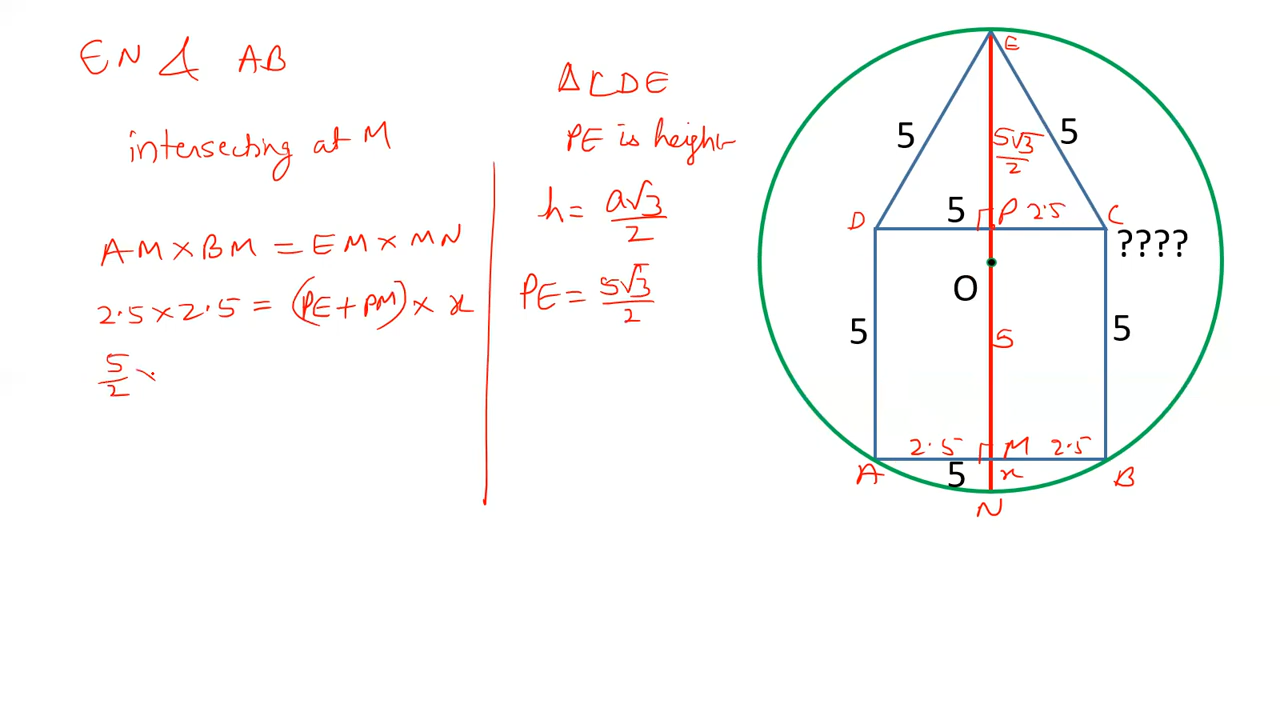 EN & AB
intersecting at M
AM × BM = EM × MN
2.5 × 2.5 = (PE + PM) × x
5/2
△CDE
PE is height
h = a√3/2
PE = 5√3/2
E
5
5√3/2
5
D
5
P
2.5
C
????
O
5
5
5
2.5
M
2.5
A
5
x
B
N